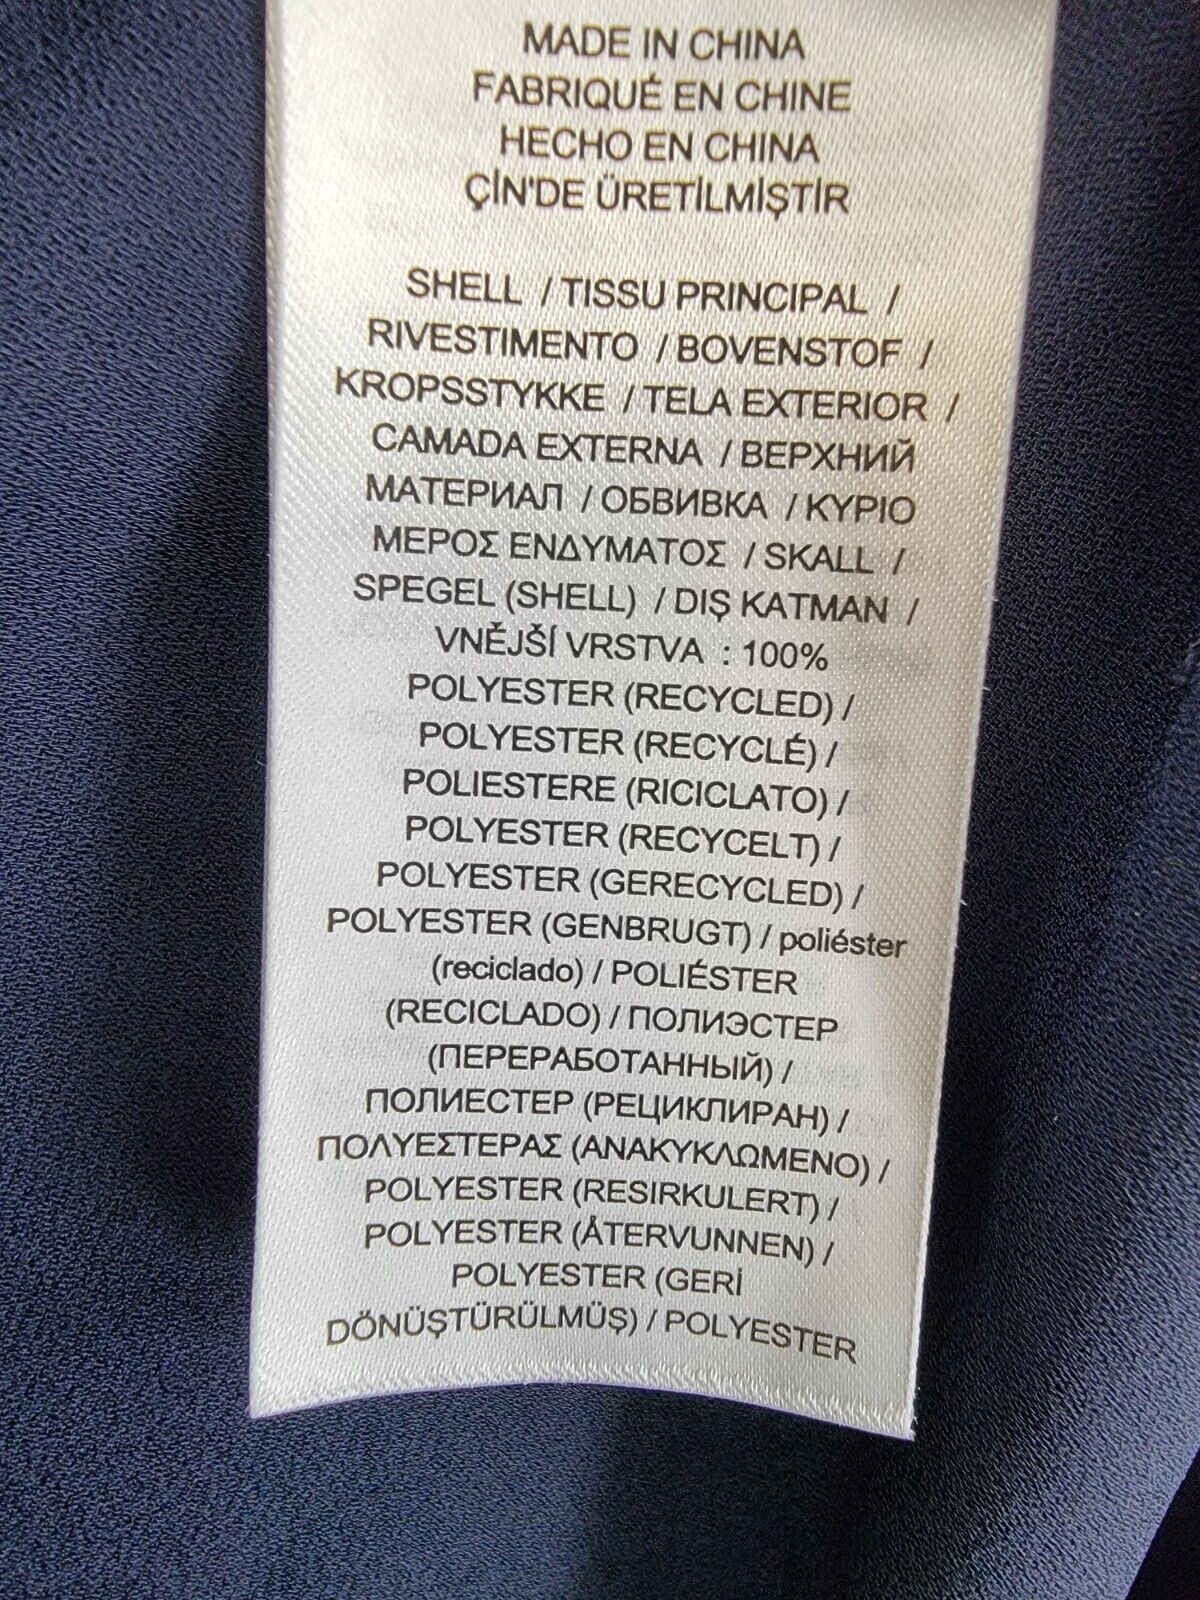 MADE IN CHINA
FABRIQUÉ EN CHINE
HECHO EN CHINA
ÇİN'DE ÜRETİLMİŞTİR
SHELL / TISSU PRINCIPAL /
RIVESTIMENTO / BOVENSTOF /
KROPSSTYKKE / TELA EXTERIOR /
CAMADA EXTERNA / ВЕРХНИЙ
МАТЕРИАЛ / ОБВИВКА / ΚΥΡΙΟ
ΜΕΡΟΣ ΕΝΔΥΜΑΤΟΣ / SKALL /
SPEGEL (SHELL) / DIŞ KATMAN /
VNĚJŠÍ VRSTVA : 100%
POLYESTER (RECYCLED) /
POLYESTER (RECYCLÉ) /
POLIESTERE (RICICLATO) /
POLYESTER (RECYCELT) /
POLYESTER (GERECYCLED) /
POLYESTER (GENBRUGT) / poliéster
(reciclado) / POLIÉSTER
(RECICLADO) / ПОЛИЭСТЕР
(ПЕРЕРАБОТАННЫЙ) /
ПОЛИЕСТЕР (РЕЦИКЛИРАН) /
ΠΟΛΥΕΣΤΕΡΑΣ (ΑΝΑΚΥΚΛΩΜΕΝΟ) /
POLYESTER (RESIRKULERT) /
POLYESTER (ÅTERVUNNEN) /
POLYESTER (GERİ
DÖNÜŞTÜRÜLMÜŞ) / POLYESTER